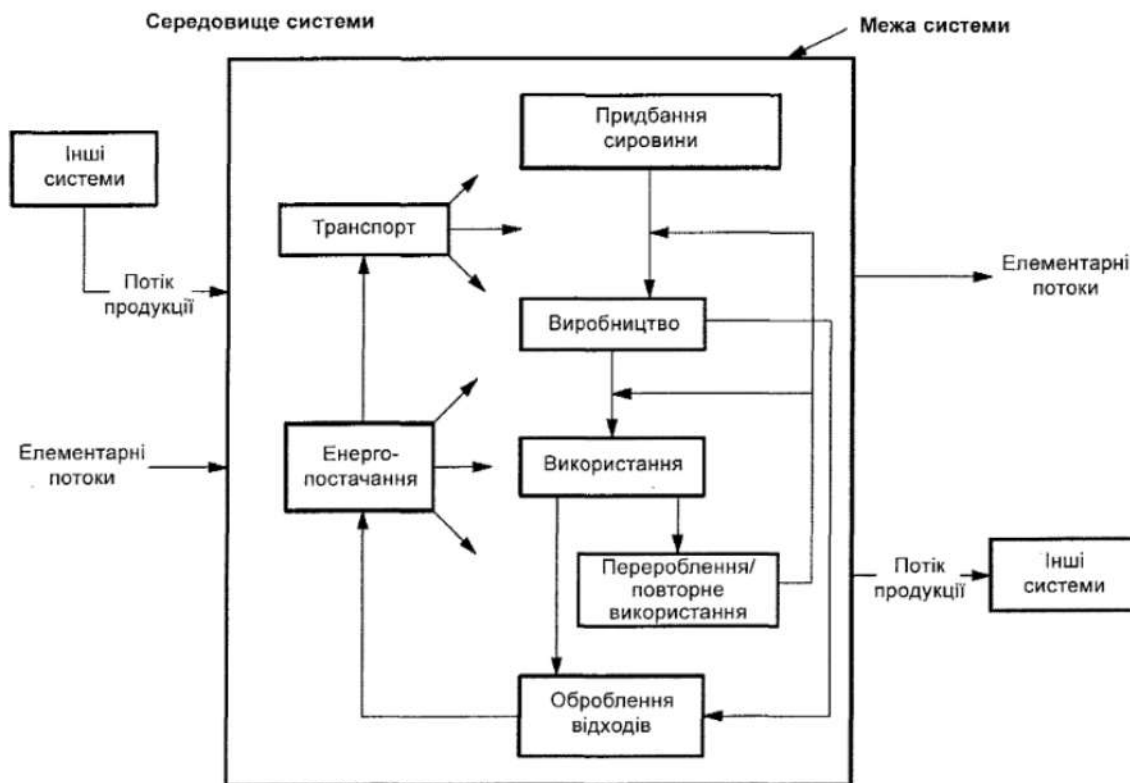 Середовище системи
Межа системи
Придбання
сировини
Інші
системи
Транспорт
Потік
продукції
Елементарні
потоки
Виробництво
Елементарні
потоки
Енерго-
постачання
Використання
Перероблення/
повторне
використання
Потік
продукції
Інші
системи
Оброблення
відходів